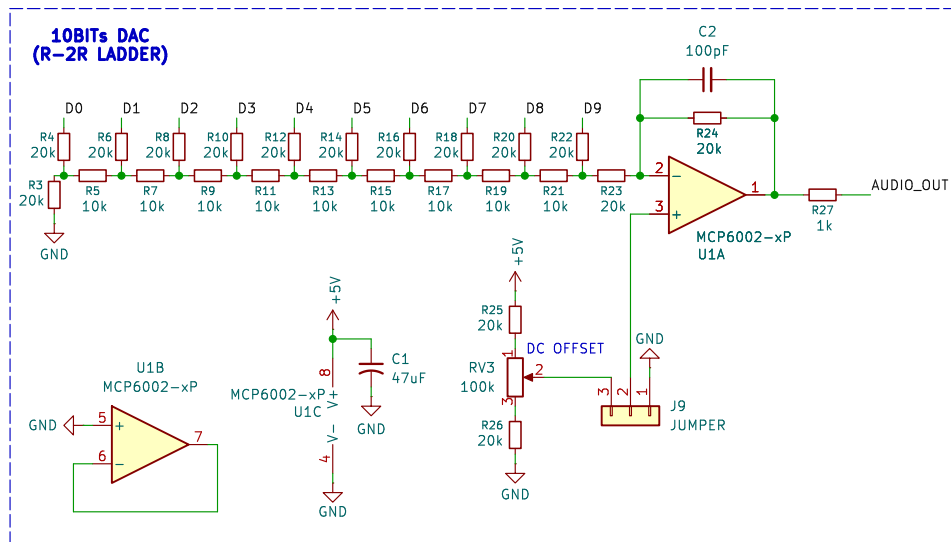 10BITs DAC
(R-2R LADDER)
C2
100pF
D0 D1 D2 D3 D4 D5 D6 D7 D8 D9
R4 R6 R8 R10 R12 R14 R16 R18 R20 R22 R24
20k 20k 20k 20k 20k 20k 20k 20k 20k 20k 20k
R3 R5 R7 R9 R11 R13 R15 R17 R19 R21 R23
20k 10k 10k 10k 10k 10k 10k 10k 10k 10k 20k
GND
2 −
3 +
1
MCP6002-xP
U1A
R27
1k
AUDIO_OUT
+5V
R25
20k
DC OFFSET
RV3
100k
1
2
3
R26
20k
GND
GND
3 2 1
J9
JUMPER
+5V
8
V+
MCP6002-xP
U1C
V-
4
GND
C1
47uF
GND
U1B
MCP6002-xP
GND
5 +
6 −
7